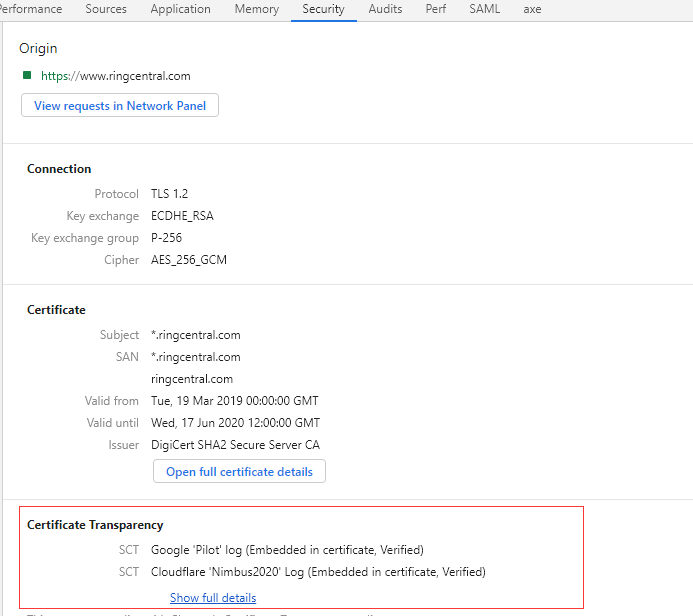 Performance Sources Application Memory Security Audits Perf SAML axe
Origin
https://www.ringcentral.com
View requests in Network Panel
Connection
Protocol TLS 1.2
Key exchange ECDHE_RSA
Key exchange group P-256
Cipher AES_256_GCM
Certificate
Subject *.ringcentral.com
SAN *.ringcentral.com
ringcentral.com
Valid from Tue, 19 Mar 2019 00:00:00 GMT
Valid until Wed, 17 Jun 2020 12:00:00 GMT
Issuer DigiCert SHA2 Secure Server CA
Open full certificate details
Certificate Transparency
SCT Google 'Pilot' log (Embedded in certificate, Verified)
SCT Cloudflare 'Nimbus2020' Log (Embedded in certificate, Verified)
Show full details